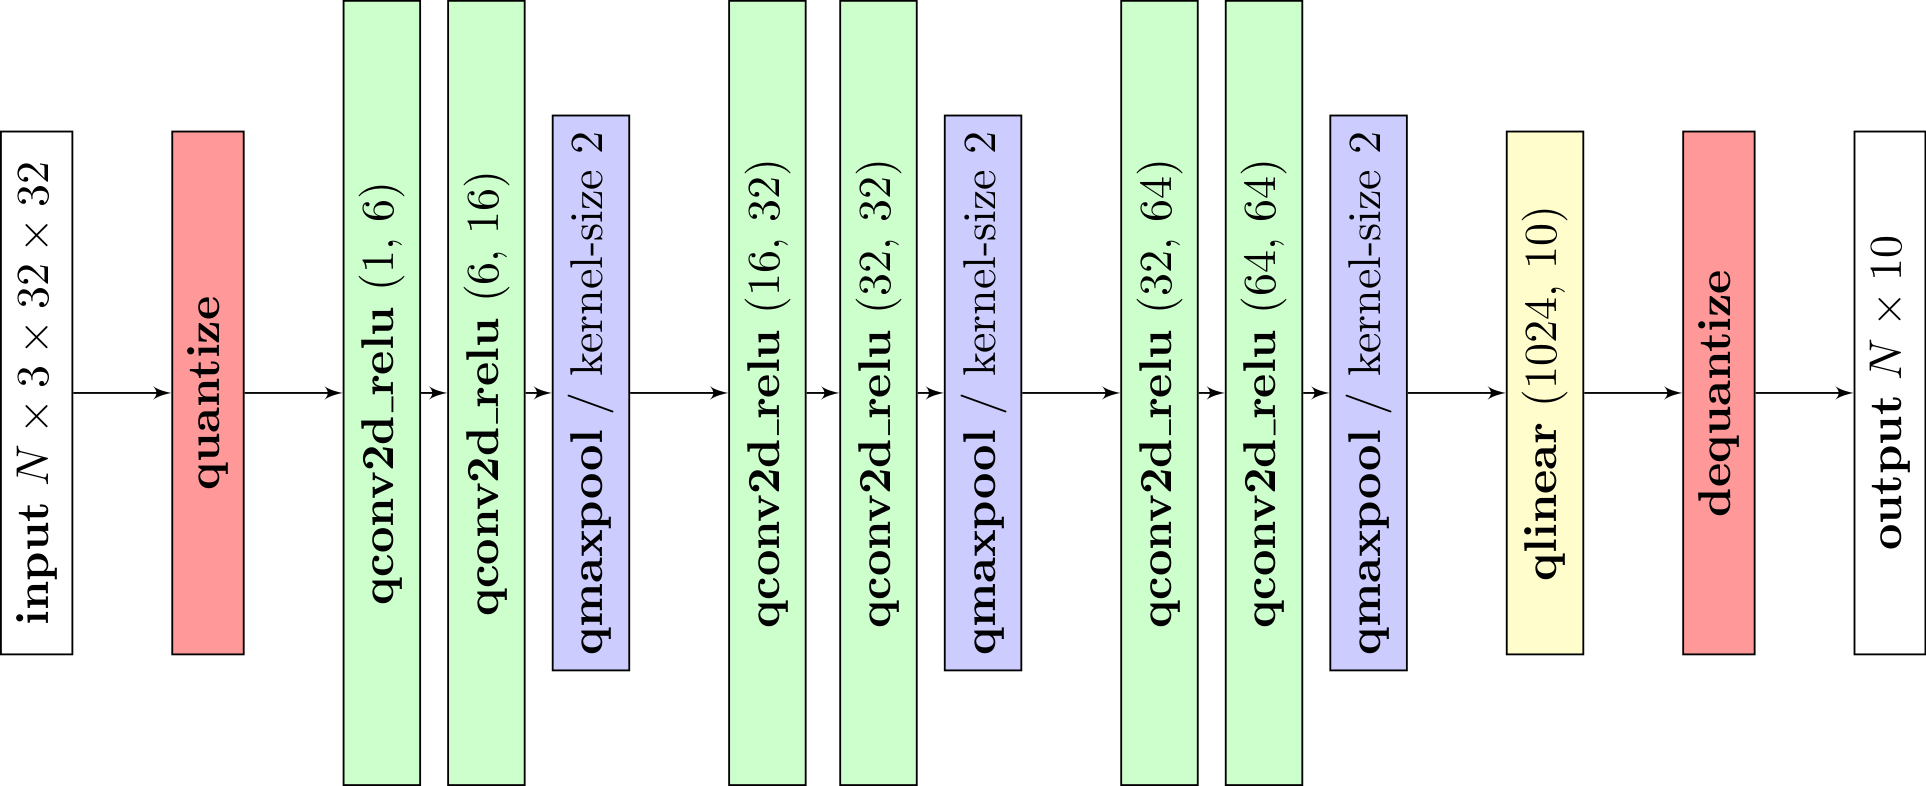 input N × 3 × 32 × 32
quantize
qconv2d_relu (1, 6)
qconv2d_relu (6, 16)
qmaxpool / kernel-size 2
qconv2d_relu (16, 32)
qconv2d_relu (32, 32)
qmaxpool / kernel-size 2
qconv2d_relu (32, 64)
qconv2d_relu (64, 64)
qmaxpool / kernel-size 2
qlinear (1024, 10)
dequantize
output N × 10